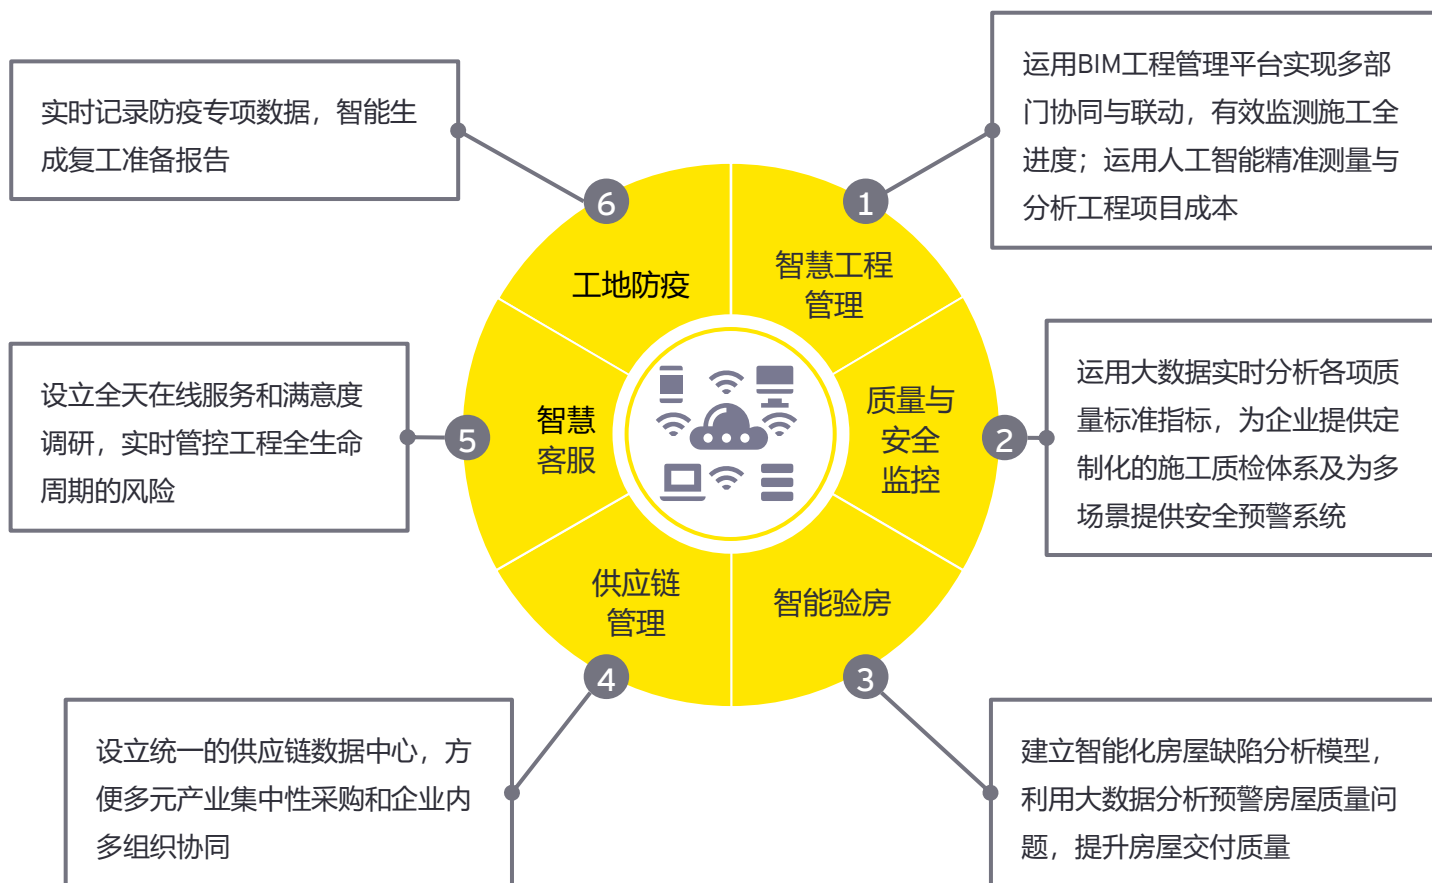 1
智慧工程
管理
运用BIM工程管理平台实现多部
门协同与联动，有效监测施工全
进度；运用人工智能精准测量与
分析工程项目成本
2
质量与
安全
监控
运用大数据实时分析各项质
量标准指标，为企业提供定
制化的施工质检体系及为多
场景提供安全预警系统
3
智能验房
建立智能化房屋缺陷分析模型，
利用大数据分析预警房屋质量问
题，提升房屋交付质量
4
供应链
管理
设立统一的供应链数据中心，方
便多元产业集中性采购和企业内
多组织协同
5
智慧
客服
设立全天在线服务和满意度
调研，实时管控工程全生命
周期的风险
6
工地防疫
实时记录防疫专项数据，智能生
成复工准备报告